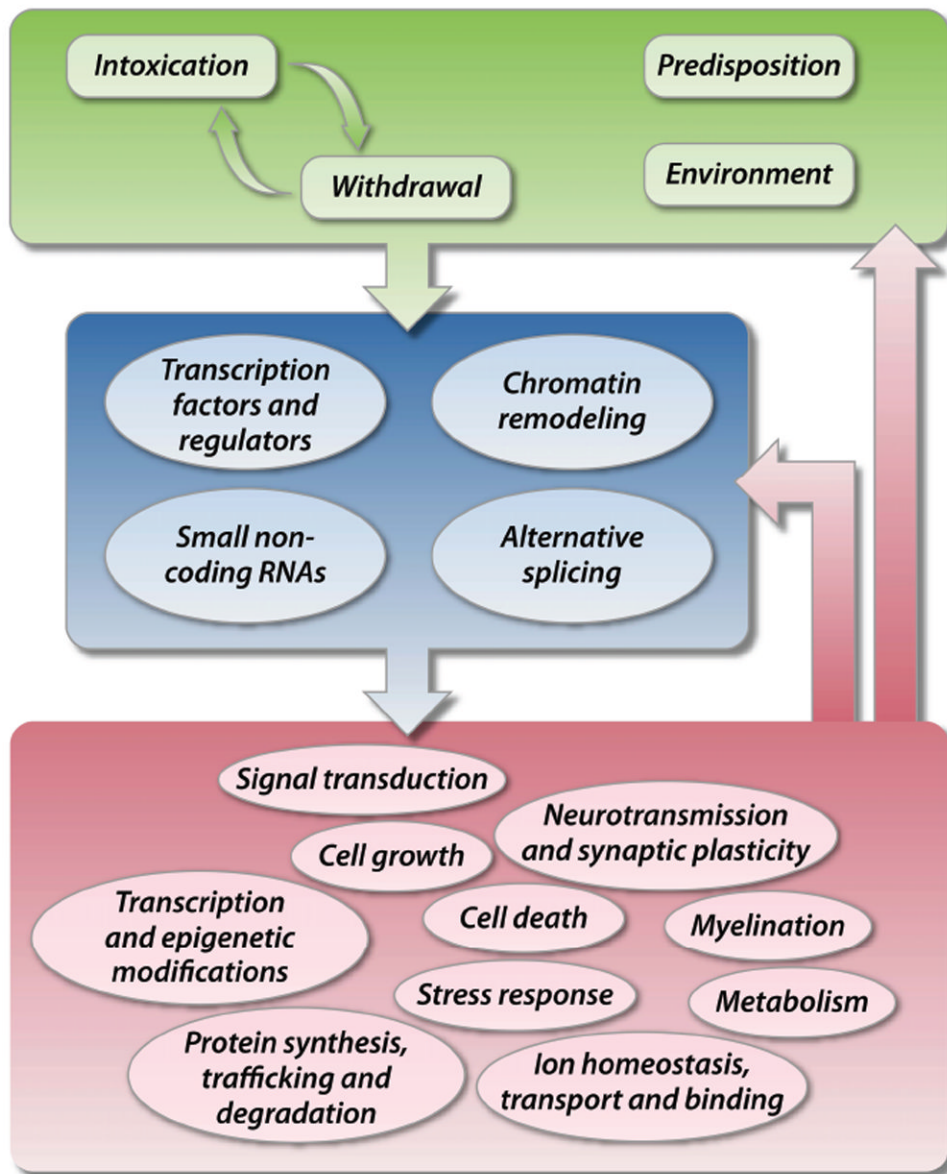 Intoxication
Predisposition
Withdrawal
Environment
Transcription
factors and
regulators
Chromatin
remodeling
Small non-
coding RNAs
Alternative
splicing
Signal transduction
Neurotransmission
and synaptic plasticity
Cell growth
Transcription
and epigenetic
modifications
Cell death
Myelination
Stress response
Metabolism
Protein synthesis,
trafficking and
degradation
Ion homeostasis,
transport and binding